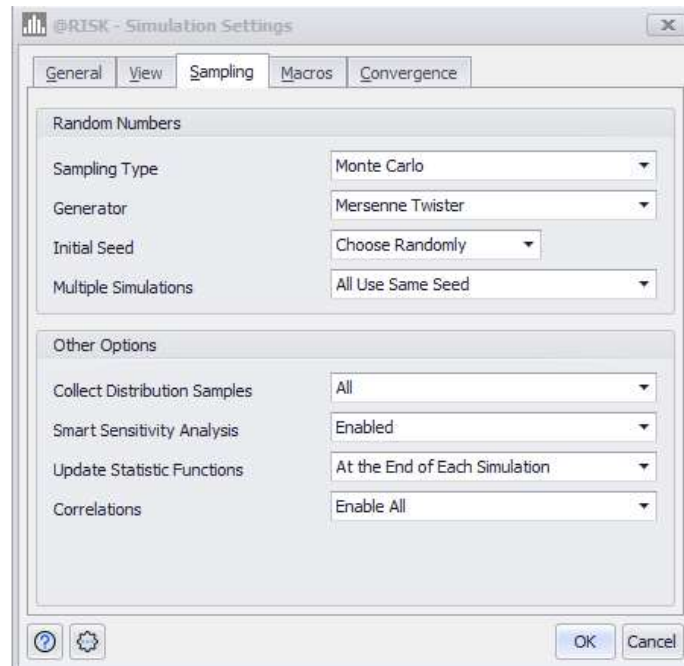 @RISK - Simulation Settings
General View Sampling Macros Convergence
Random Numbers
Sampling Type Monte Carlo
Generator Mersenne Twister
Initial Seed Choose Randomly
Multiple Simulations All Use Same Seed
Other Options
Collect Distribution Samples All
Smart Sensitivity Analysis Enabled
Update Statistic Functions At the End of Each Simulation
Correlations Enable All
OK Cancel